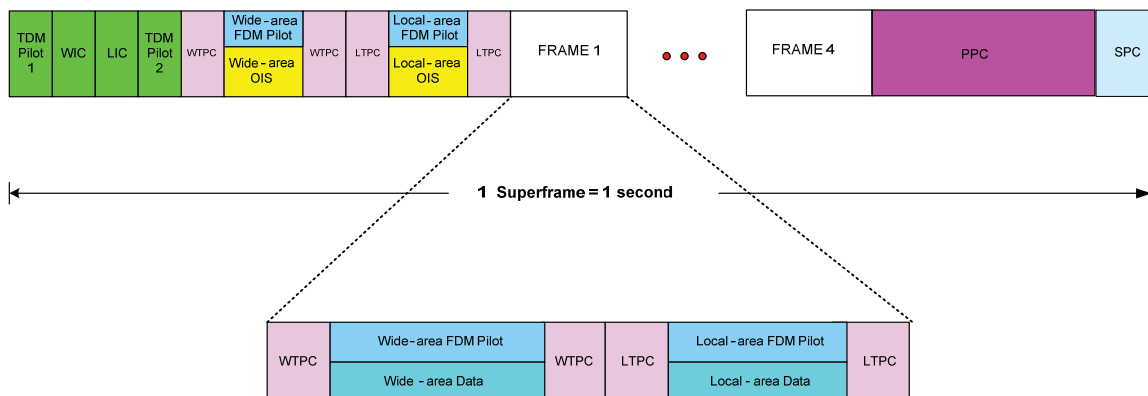 TDM
Pilot
1
WIC
LIC
TDM
Pilot
2
WTPC
Wide-area
FDM Pilot
Wide-area
OIS
WTPC
LTPC
Local-area
FDM Pilot
Local-area
OIS
LTPC
FRAME 1
FRAME 4
PPC
SPC
1 Superframe = 1 second
WTPC
Wide-area FDM Pilot
Wide-area Data
WTPC
LTPC
Local-area FDM Pilot
Local-area Data
LTPC